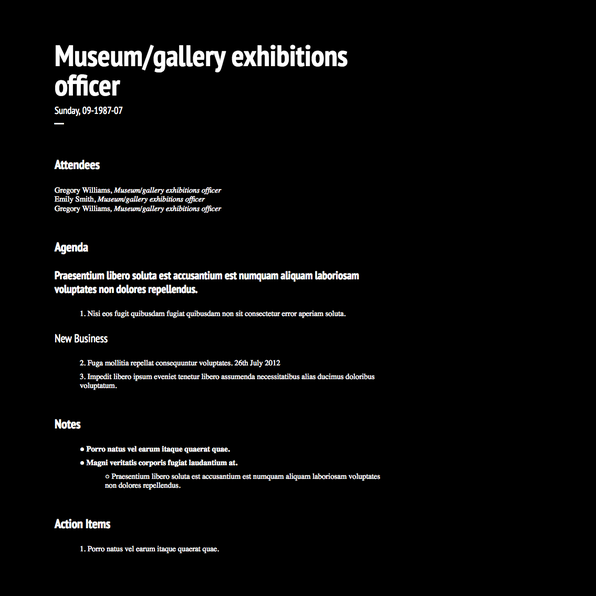 Museum/gallery exhibitions
officer
Sunday, 09-1987-07
Attendees
Gregory Williams, Museum/gallery exhibitions officer
Emily Smith, Museum/gallery exhibitions officer
Gregory Williams, Museum/gallery exhibitions officer
Agenda
Praesentium libero soluta est accusantium est numquam aliquam laboriosam
voluptates non dolores repellendus.
1. Nisi eos fugit quibusdam fugiat quibusdam non sit consectetur error aperiam soluta.
New Business
2. Fuga mollitia repellat consequuntur voluptates. 26th July 2012
3. Impedit libero ipsum eveniet tenetur libero assumenda necessitatibus alias ducimus doloribus
voluptatum.
Notes
● Porro natus vel earum itaque quaerat quae.
● Magni veritatis corporis fugiat laudantium at.
○ Praesentium libero soluta est accusantium est numquam aliquam laboriosam voluptates
non dolores repellendus.
Action Items
1. Porro natus vel earum itaque quaerat quae.